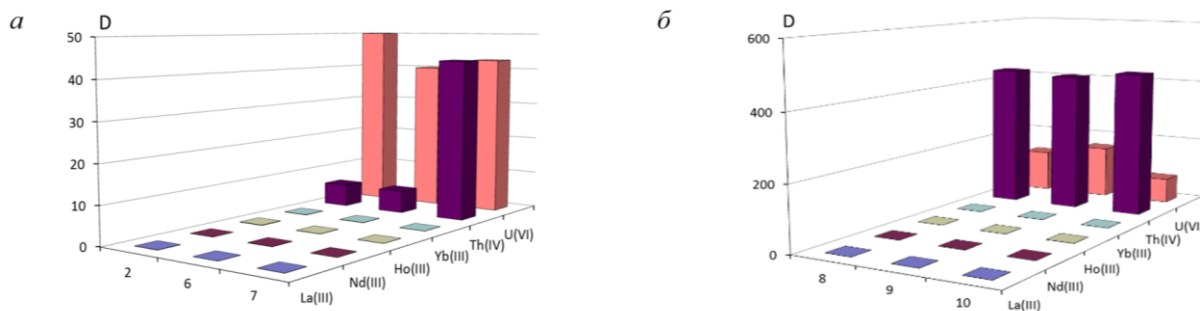 а
D
50
40
30
20
10
0
2
6
7
La(III)
Nd(III)
Ho(III)
Yb(III)
Th(IV)
U(VI)
б
D
600
400
200
0
8
9
10
La(III)
Nd(III)
Ho(III)
Yb(III)
Th(IV)
U(VI